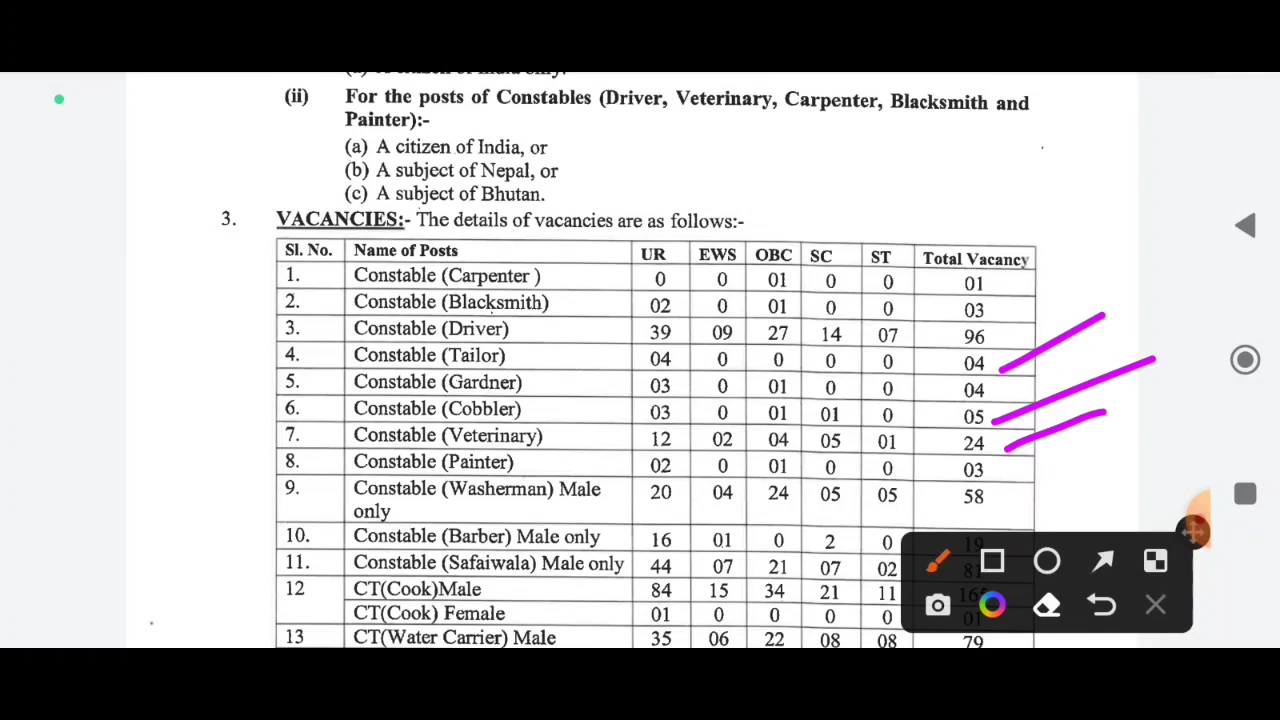 (ii) For the posts of Constables (Driver, Veterinary, Carpenter, Blacksmith and
Painter):-
(a) A citizen of India, or
(b) A subject of Nepal, or
(c) A subject of Bhutan.
3. VACANCIES:- The details of vacancies are as follows:-
Sl. No. Name of Posts UR EWS OBC SC ST Total Vacancy
1. Constable (Carpenter ) 0 0 01 0 0 01
2. Constable (Blacksmith) 02 0 01 0 0 03
3. Constable (Driver) 39 09 27 14 07 96
4. Constable (Tailor) 04 0 0 0 0 04
5. Constable (Gardner) 03 0 01 0 0 04
6. Constable (Cobbler) 03 0 01 01 0 05
7. Constable (Veterinary) 12 02 04 05 01 24
8. Constable (Painter) 02 0 01 0 0 03
9. Constable (Washerman) Male 20 04 24 05 05 58
only
10. Constable (Barber) Male only 16 01 0 2 0 19
11. Constable (Safaiwala) Male only 44 07 21 07 02 81
12 CT(Cook)Male 84 15 34 21 11
CT(Cook) Female 01 0 0 0 0 01
13 CT(Water Carrier) Male 35 06 22 08 08 79